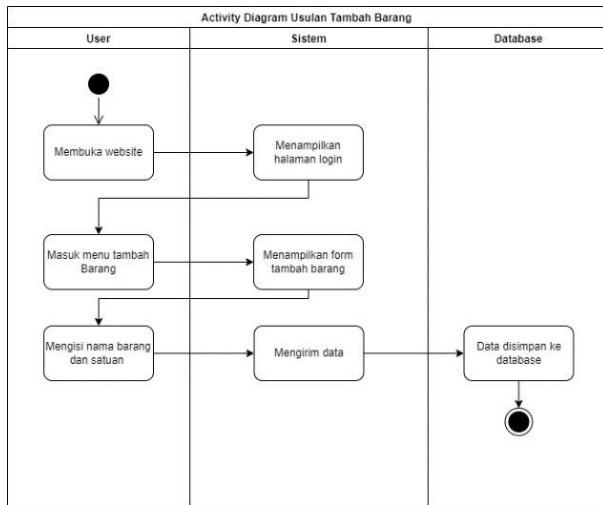 Activity Diagram Usulan Tambah Barang
User
Sistem
Database
Membuka website
Menampilkan
halaman login
Masuk menu tambah
Barang
Menampilkan form
tambah barang
Mengisi nama barang
dan satuan
Mengirim data
Data disimpan ke
database